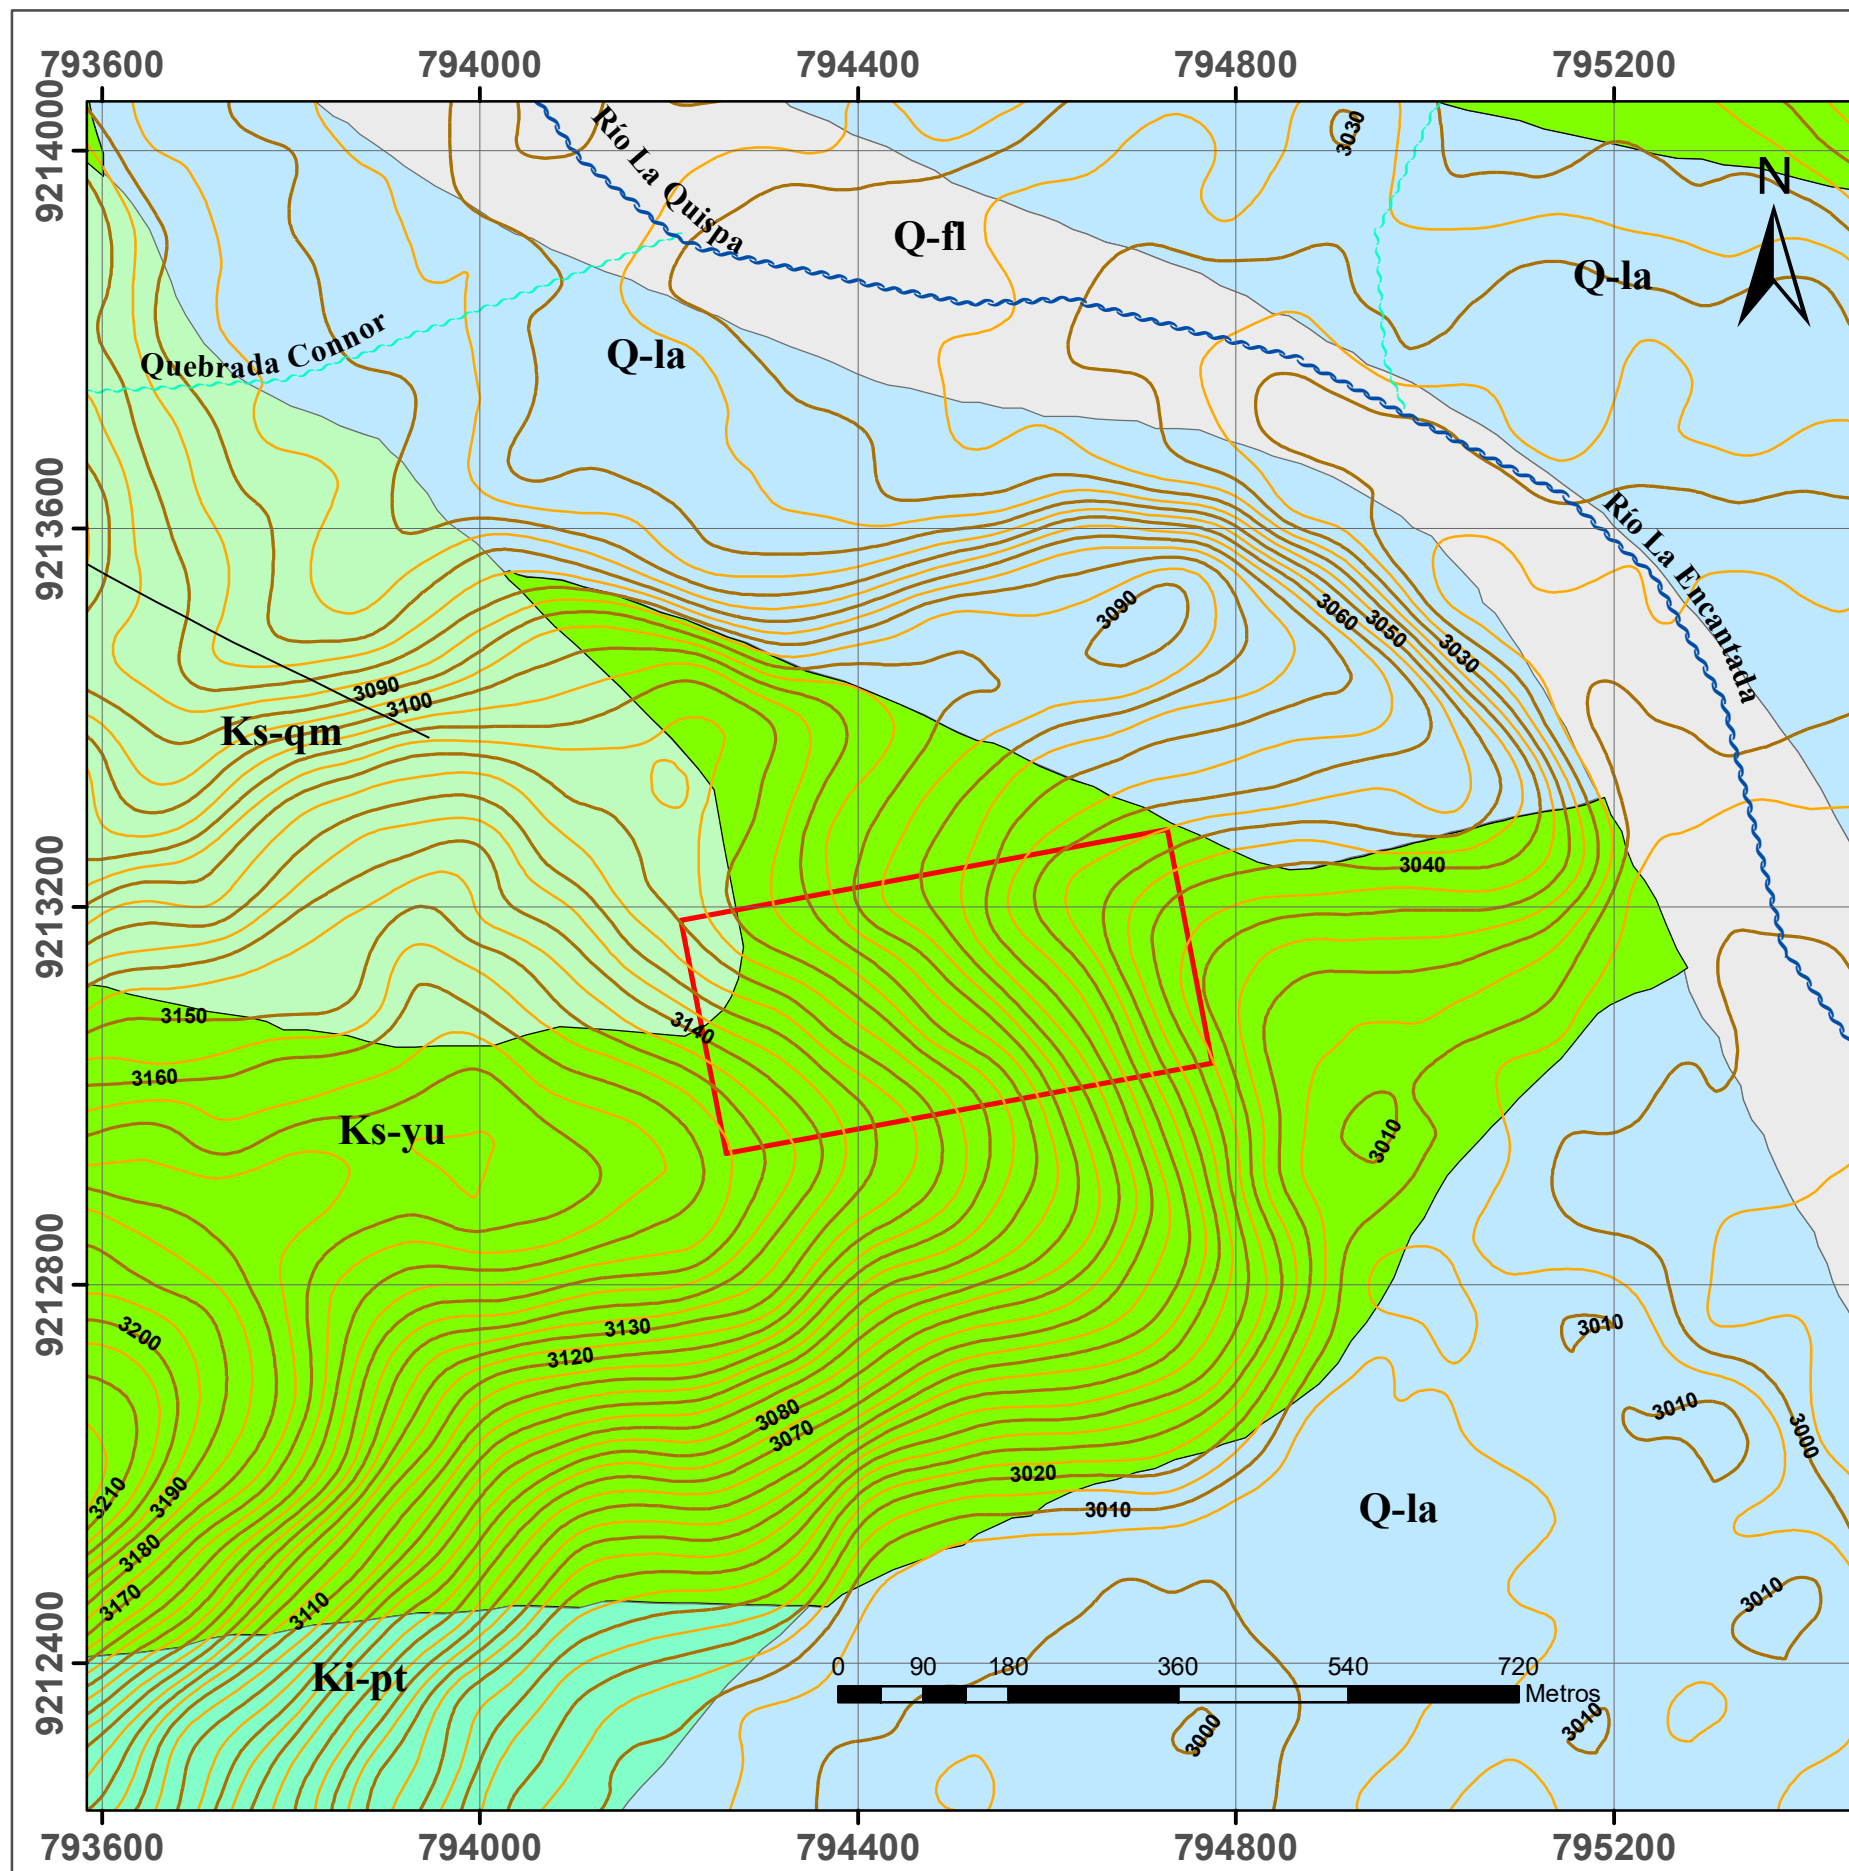 793600 794000 794400 794800 795200
9214000
3030
N
Río La Quispa
Q-fl
Q-la
Quebrada Connor
Q-la
9213600
Río La Encantada
3090
3060
3050
3030
3090
3100
Ks-qm
3040
9213200
3150
3140
3160
Ks-yu
3010
9212800
3200
3130
3010
3120
3080
3010
3070
3000
3020
3210
3190
3010
Q-la
3180
3170
3110
3010
9212400
Ki-pt
0 90 180 360 540 720
Metros
3000
3010
793600 794000 794400 794800 795200